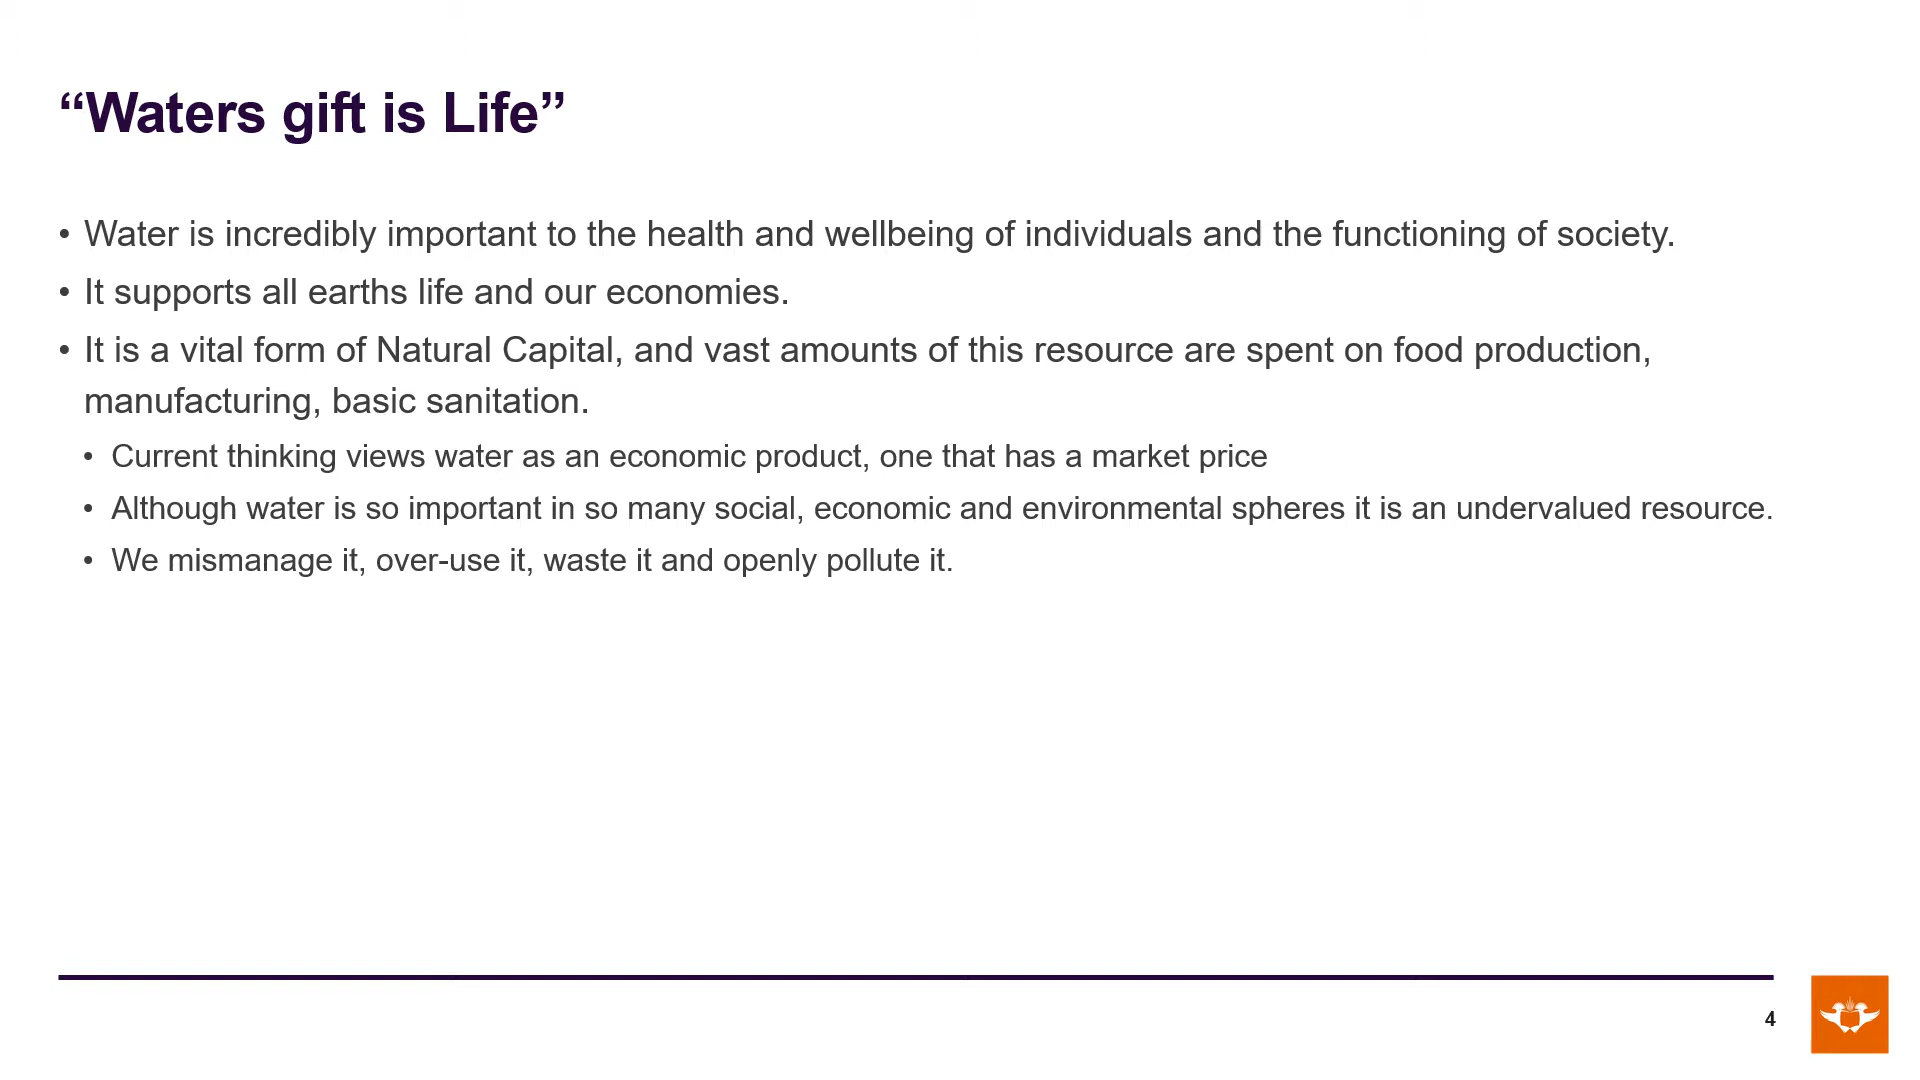 “Waters gift is Life”
• Water is incredibly important to the health and wellbeing of individuals and the functioning of society.
• It supports all earths life and our economies.
• It is a vital form of Natural Capital, and vast amounts of this resource are spent on food production,
manufacturing, basic sanitation.
• Current thinking views water as an economic product, one that has a market price
• Although water is so important in so many social, economic and environmental spheres it is an undervalued resource.
• We mismanage it, over-use it, waste it and openly pollute it.
4